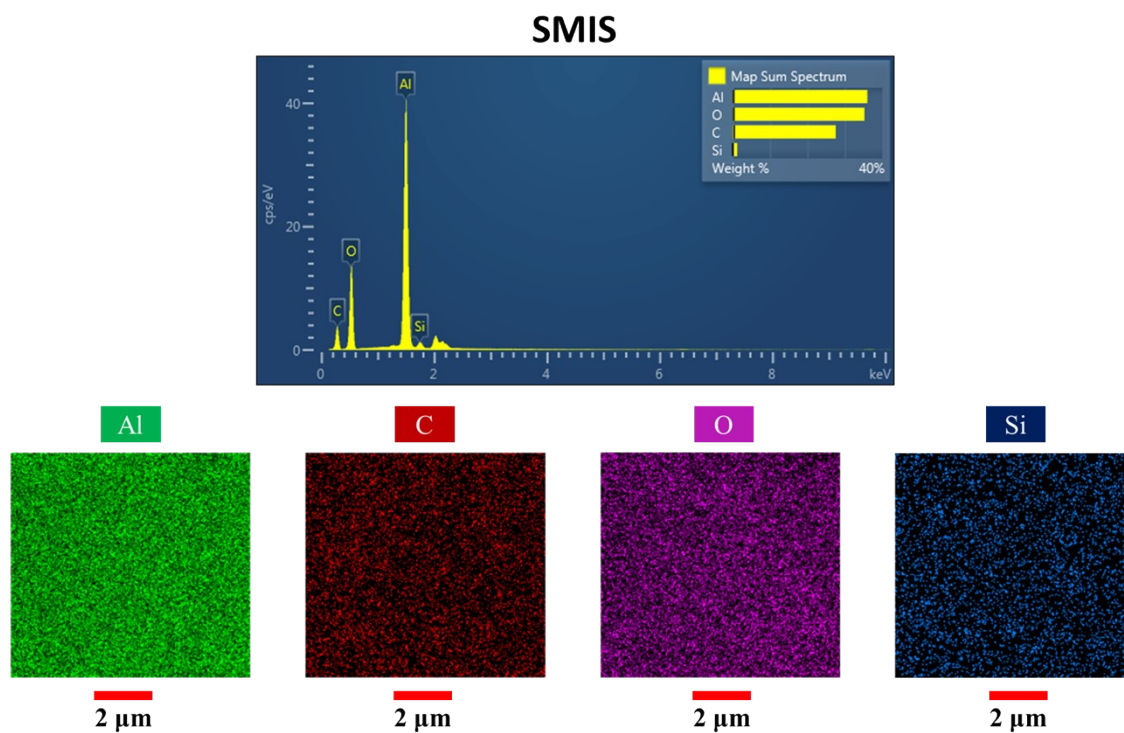 SMIS
Map Sum Spectrum
Al
O
C
Si
Weight % 40%
cps/eV
40
20
0
Al
O
C
Si
0 2 4 6 8 keV
Al C O Si
2 μm 2 μm 2 μm 2 μm